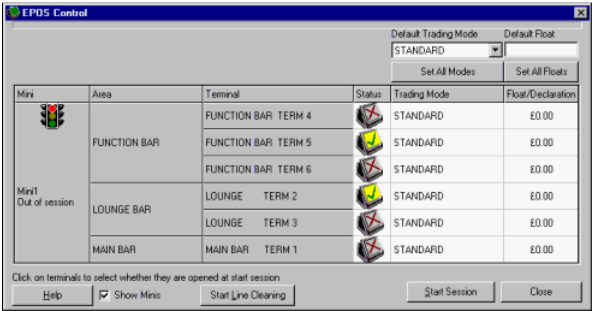 EPOS Control
Default Trading Mode Default Float
STANDARD
Set All Modes Set All Floats
Mini Area Terminal Status Trading Mode Float/Declaration
FUNCTION BAR TERM 4 STANDARD £0.00
FUNCTION BAR FUNCTION BAR TERM 5 STANDARD £0.00
FUNCTION BAR TERM 6 STANDARD £0.00
Mini1
Out of session
LOUNGE BAR
LOUNGE TERM 2 STANDARD £0.00
LOUNGE TERM 3 STANDARD £0.00
MAIN BAR MAIN BAR TERM 1 STANDARD £0.00
Click on terminals to select whether they are opened at start session
Help Show Minis Start Line Cleaning Start Session Close